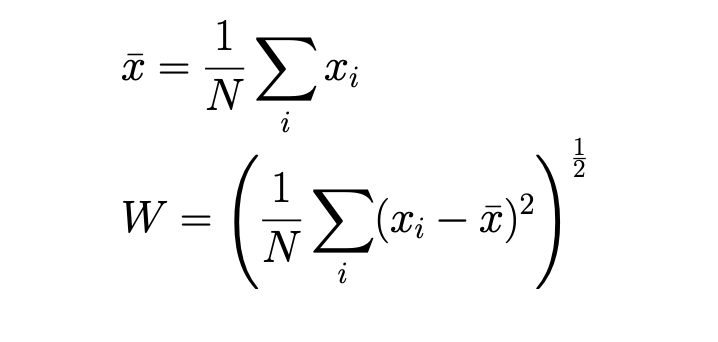 x̄ = 1/N ∑_i x_i
W = (1/N ∑_i (x_i − x̄)^2)^{1/2}